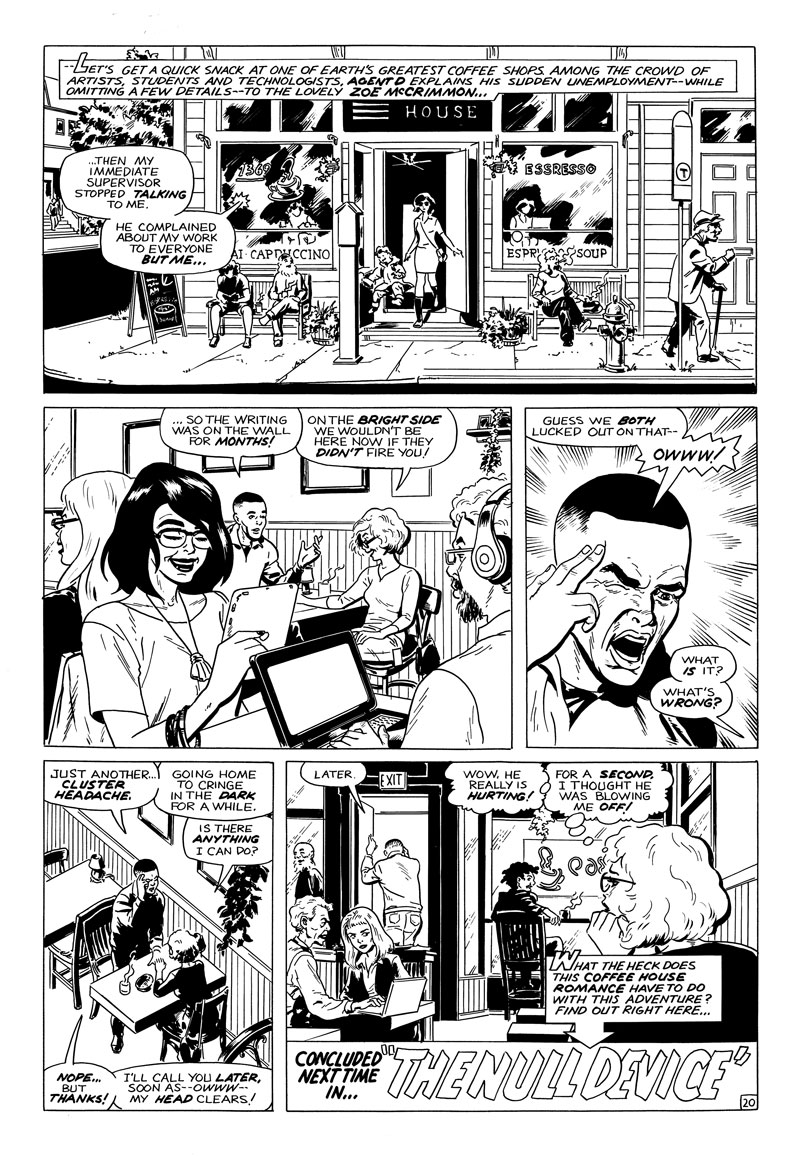 --LET'S GET A QUICK SNACK AT ONE OF EARTH'S GREATEST COFFEE SHOPS. AMONG THE CROWD OF
ARTISTS, STUDENTS AND TECHNOLOGISTS, AGENT D EXPLAINS HIS SUDDEN UNEMPLOYMENT--WHILE
OMITTING A FEW DETAILS--TO THE LOVELY ZOE McCRIMMON...
HOUSE
...THEN MY
IMMEDIATE
SUPERVISOR
STOPPED TALKING
TO ME.
HE COMPLAINED
ABOUT MY WORK
TO EVERYONE
BUT ME...
1369
AI · CAPPUCCINO
ESSRESSO
SOUP
T
... SO THE WRITING
WAS ON THE WALL
FOR MONTHS!
ON THE BRIGHT SIDE
WE WOULDN'T BE
HERE NOW IF THEY
DIDN'T FIRE YOU!
GUESS WE BOTH
LUCKED OUT ON THAT--
OWWW!
WHAT
IS IT?
WHAT'S
WRONG?
JUST ANOTHER...
CLUSTER
HEADACHE.
GOING HOME
TO CRINGE
IN THE DARK
FOR A WHILE.
IS THERE
ANYTHING
I CAN DO?
NOPE...
BUT
THANKS!
I'LL CALL YOU LATER,
SOON AS--OWWW--
MY HEAD CLEARS!
LATER.
EXIT
WOW, HE
REALLY IS
HURTING!
FOR A SECOND,
I THOUGHT HE
WAS BLOWING
ME OFF!
WHAT THE HECK DOES
THIS COFFEE HOUSE
ROMANCE HAVE TO DO
WITH THIS ADVENTURE?
FIND OUT RIGHT HERE...
CONCLUDED
NEXT TIME
IN...
"THE NULL DEVICE"
20